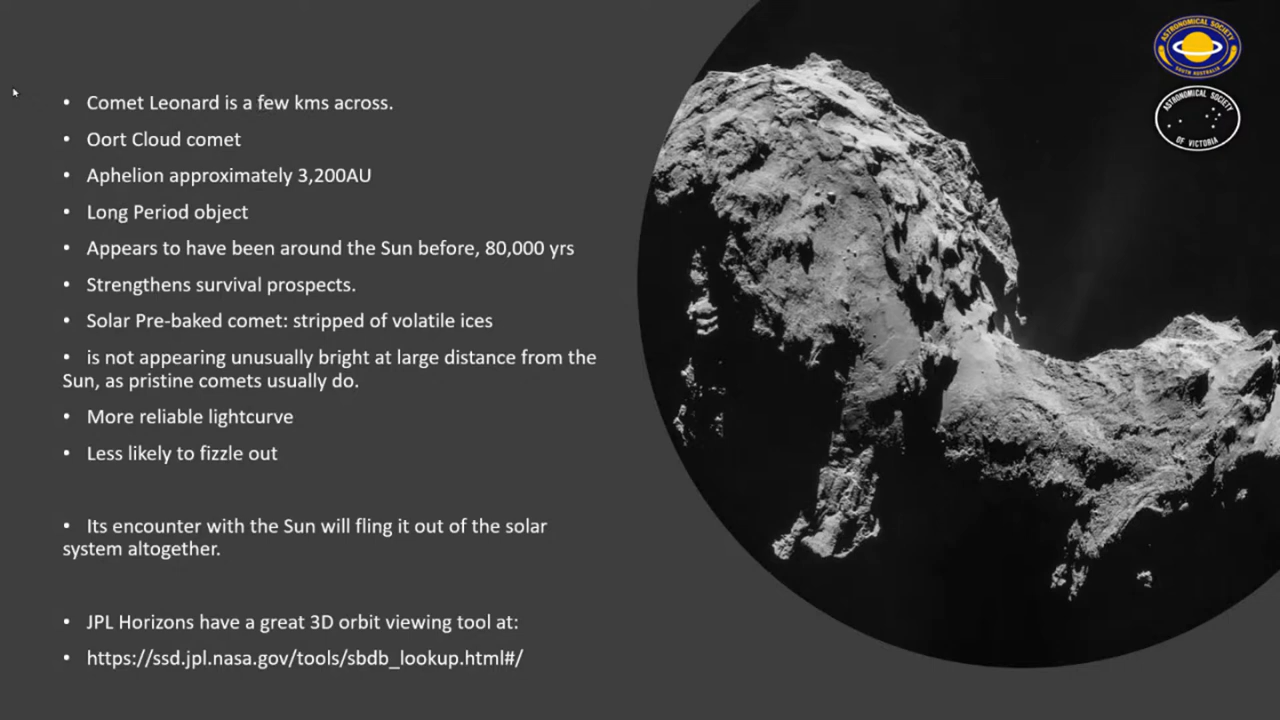 • Comet Leonard is a few kms across.
• Oort Cloud comet
• Aphelion approximately 3,200AU
• Long Period object
• Appears to have been around the Sun before, 80,000 yrs
• Strengthens survival prospects.
• Solar Pre-baked comet: stripped of volatile ices
• is not appearing unusually bright at large distance from the
Sun, as pristine comets usually do.
• More reliable lightcurve
• Less likely to fizzle out
• Its encounter with the Sun will fling it out of the solar
system altogether.
• JPL Horizons have a great 3D orbit viewing tool at:
• https://ssd.jpl.nasa.gov/tools/sbdb_lookup.html#/
ASTRONOMICAL SOCIETY
SOUTH AUSTRALIA
ASTRONOMICAL SOCIETY
OF VICTORIA